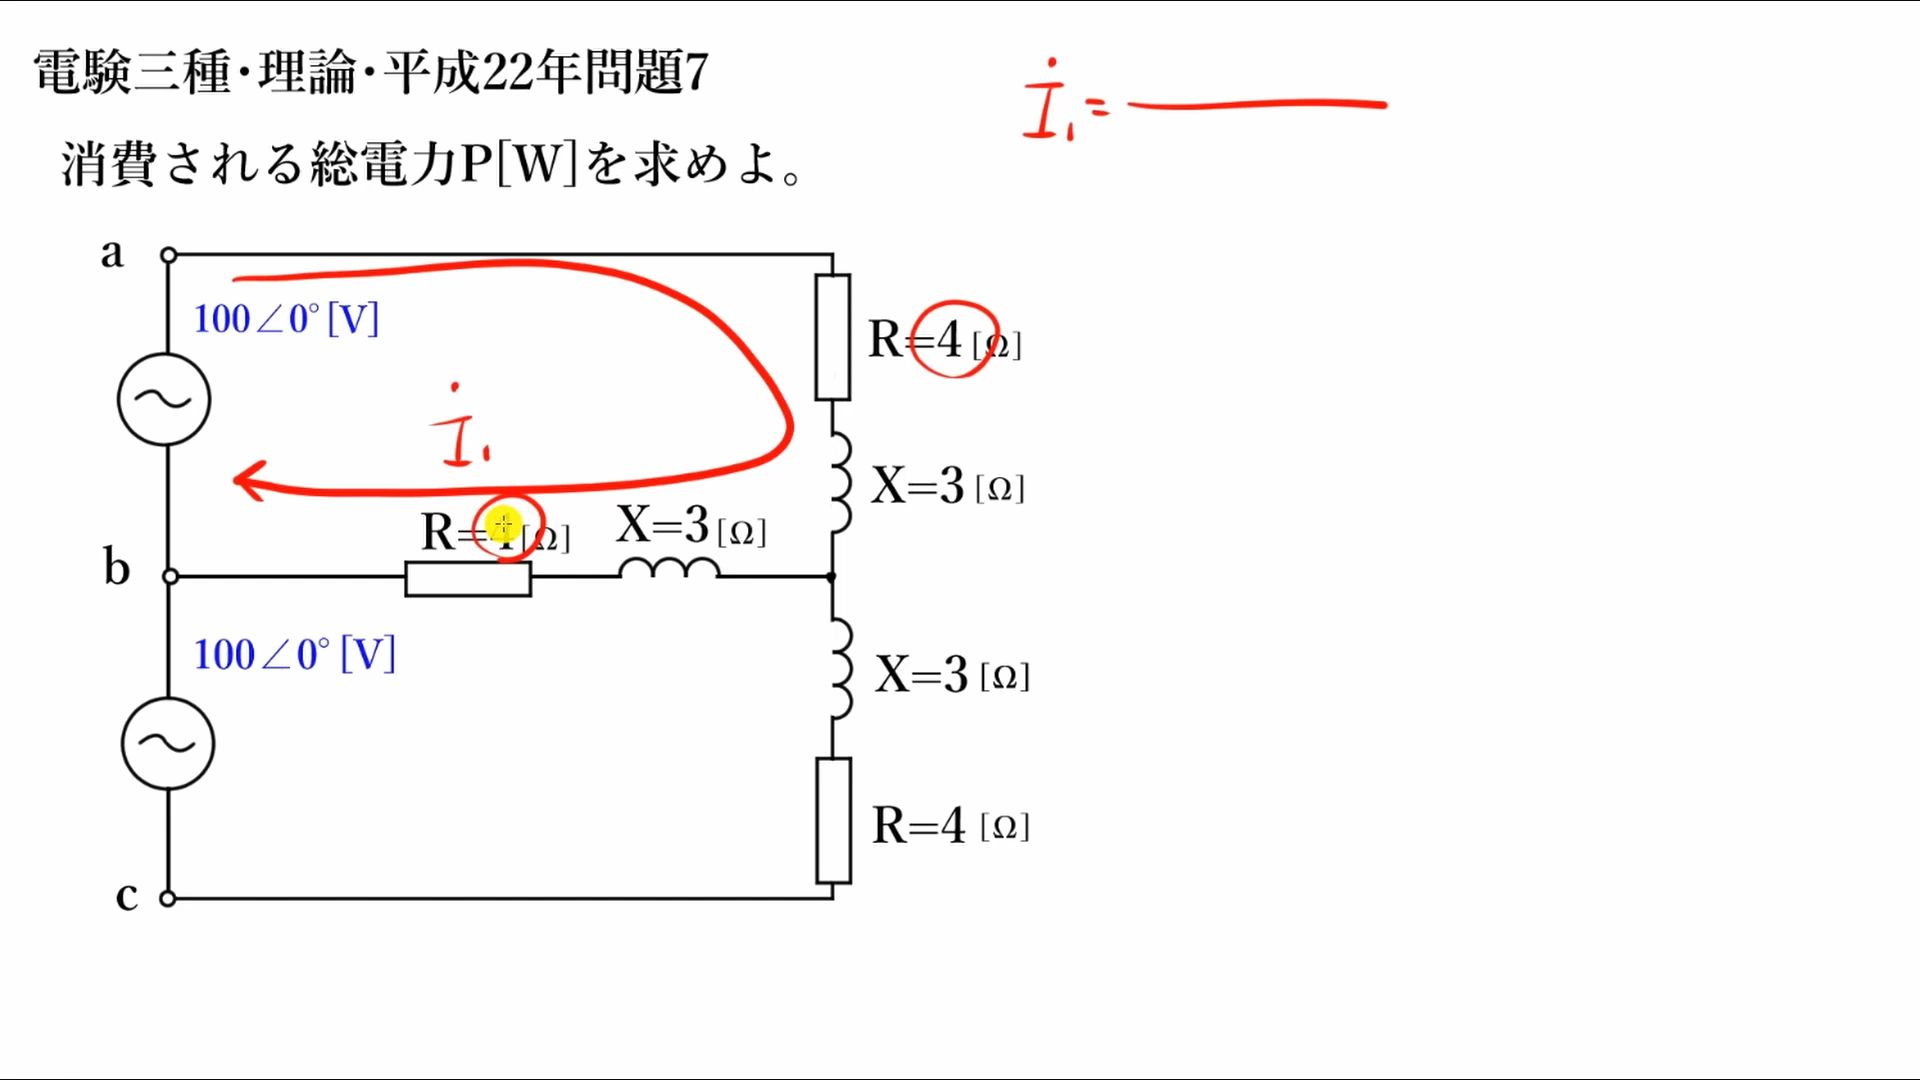 電験三種・理論・平成22年問題7
İ₁=
消費される総電力P[W]を求めよ。
a
100∠0°[V]
R=4[Ω]
İ₁
X=3[Ω]
R=4[Ω]
X=3[Ω]
b
100∠0°[V]
X=3[Ω]
R=4[Ω]
c